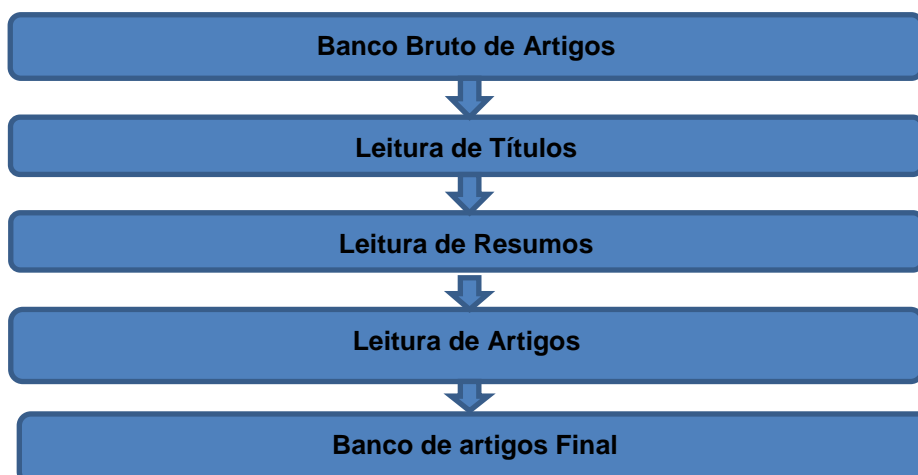 Banco Bruto de Artigos
Leitura de Títulos
Leitura de Resumos
Leitura de Artigos
Banco de artigos Final